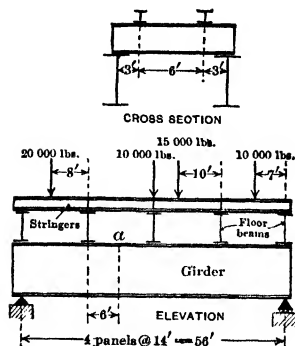 3' 6' 3'
CROSS SECTION
15 000 lbs.
20 000 lbs. 10 000 lbs. 10 000 lbs.
8' 10' 7'
Stringers Floor beams
a
Girder
6'
ELEVATION
4 panels @ 14' = 56'